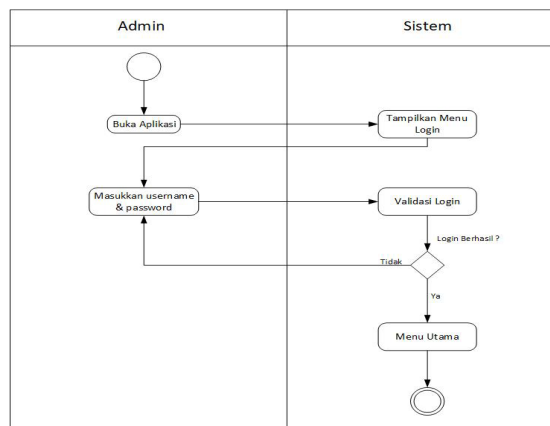 Admin
Sistem
Buka Aplikasi
Tampilkan Menu
Login
Masukkan username
& password
Validasi Login
Login Berhasil ?
Tidak
Ya
Menu Utama